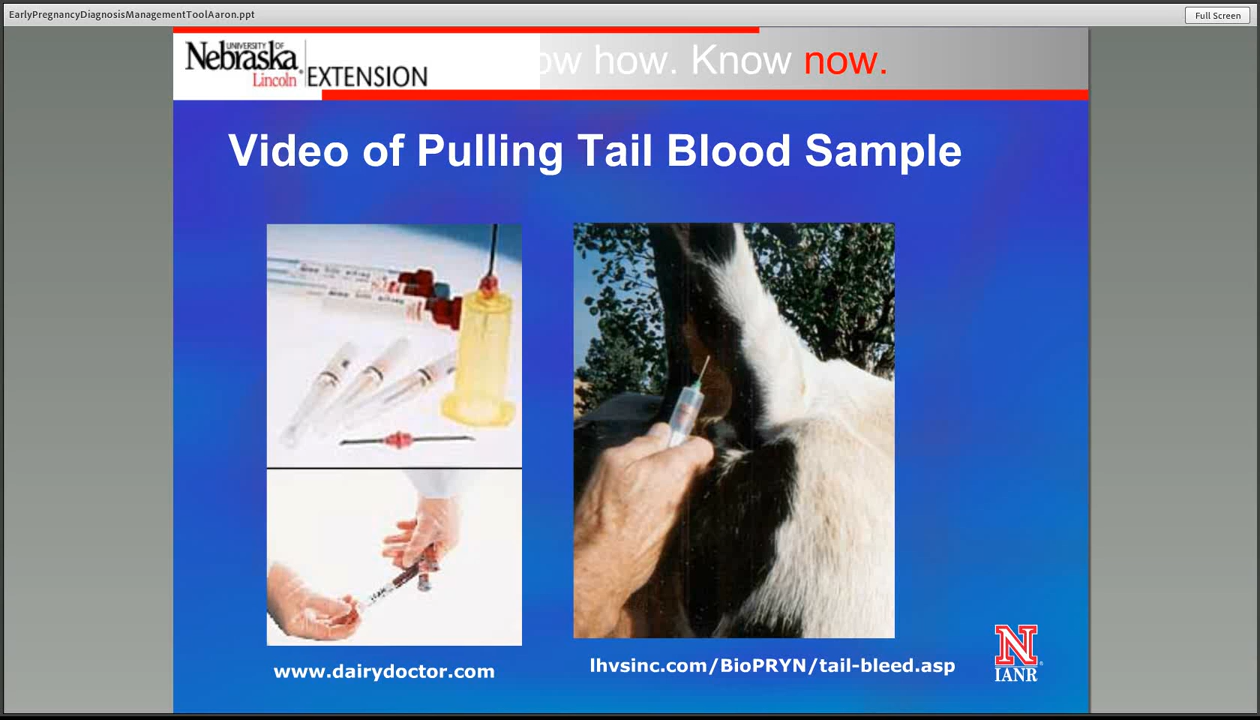 EarlyPregnancyDiagnosisManagementToolAaron.ppt
Full Screen
UNIVERSITY OF
Nebraska
Lincoln®
EXTENSION
ow how. Know now.
Video of Pulling Tail Blood Sample
www.dairydoctor.com
lhvsinc.com/BioPRYN/tail-bleed.asp
N®
IANR